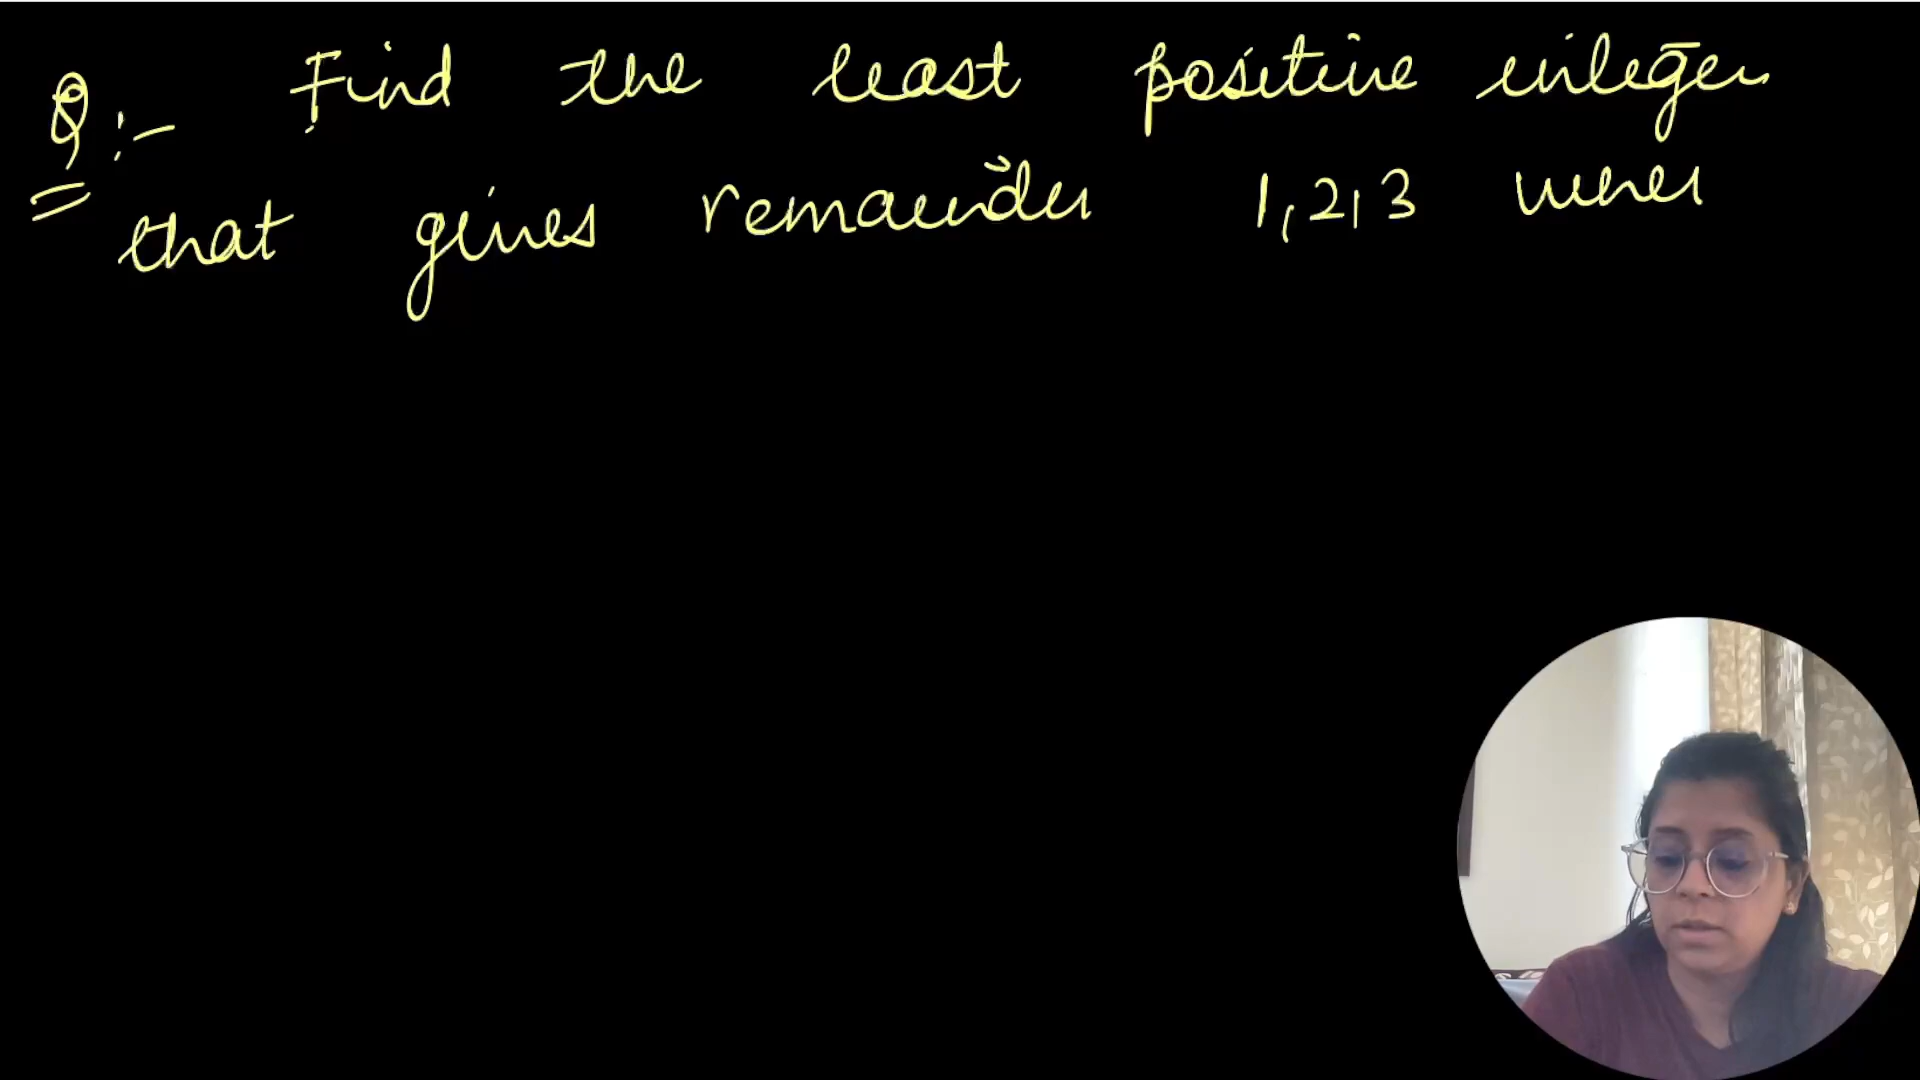 Q:- Find the least positive integer
that gives remainder 1, 2, 3 when